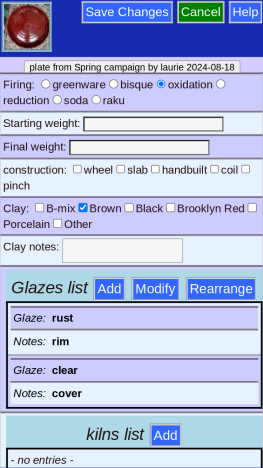 Save Changes Cancel Help
plate from Spring campaign by laurie 2024-08-18
Firing: greenware bisque oxidation
reduction soda raku
Starting weight:
Final weight:
construction: wheel slab handbuilt coil
pinch
Clay: B-mix Brown Black Brooklyn Red
Porcelain Other
Clay notes:
Glazes list Add Modify Rearrange
Glaze: rust
Notes: rim
Glaze: clear
Notes: cover
kilns list Add
- no entries -